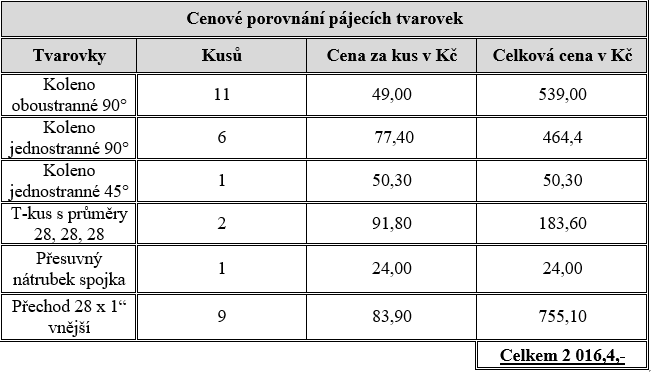 Cenové porovnání pájecích tvarovek
Tvarovky Kusů Cena za kus v Kč Celková cena v Kč
Koleno
oboustranné 90° 11 49,00 539,00
Koleno
jednostranné 90° 6 77,40 464,4
Koleno
jednostranné 45° 1 50,30 50,30
T-kus s průměry
28, 28, 28 2 91,80 183,60
Přesuvný
nátrubek spojka 1 24,00 24,00
Přechod 28 x 1“
vnější 9 83,90 755,10
Celkem 2 016,4,-